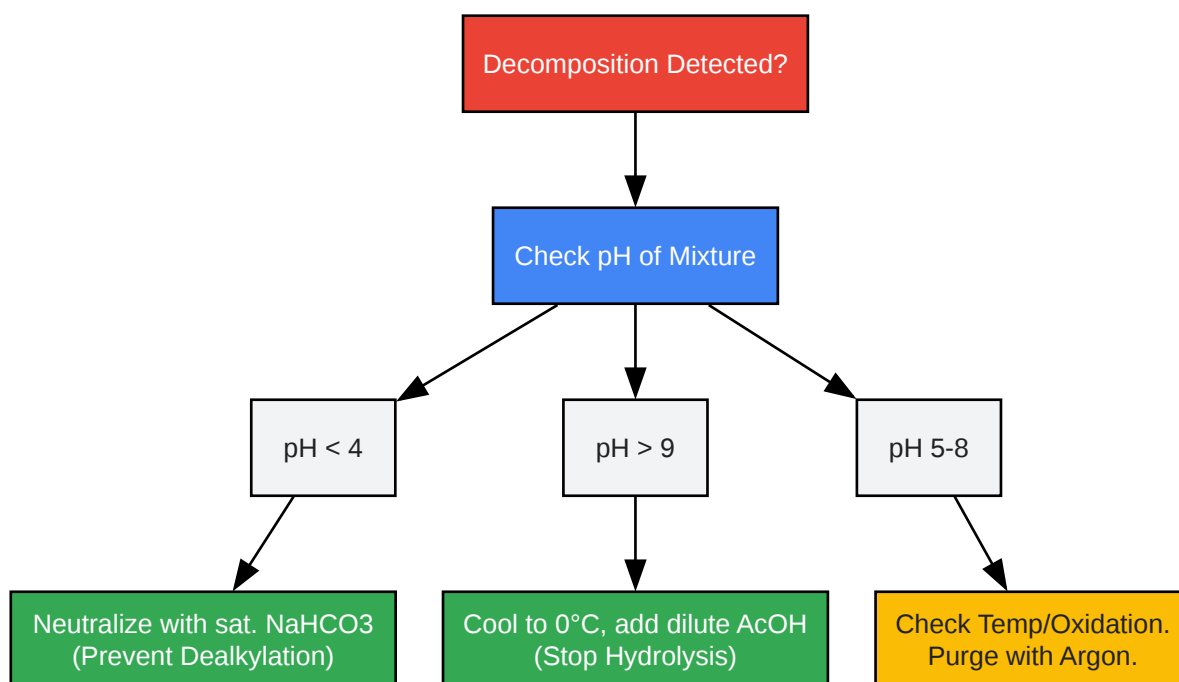 Decomposition Detected?
Check pH of Mixture
pH < 4
pH > 9
pH 5-8
Neutralize with sat. NaHCO3
(Prevent Dealkylation)
Cool to 0°C, add dilute AcOH
(Stop Hydrolysis)
Check Temp/Oxidation.
Purge with Argon.